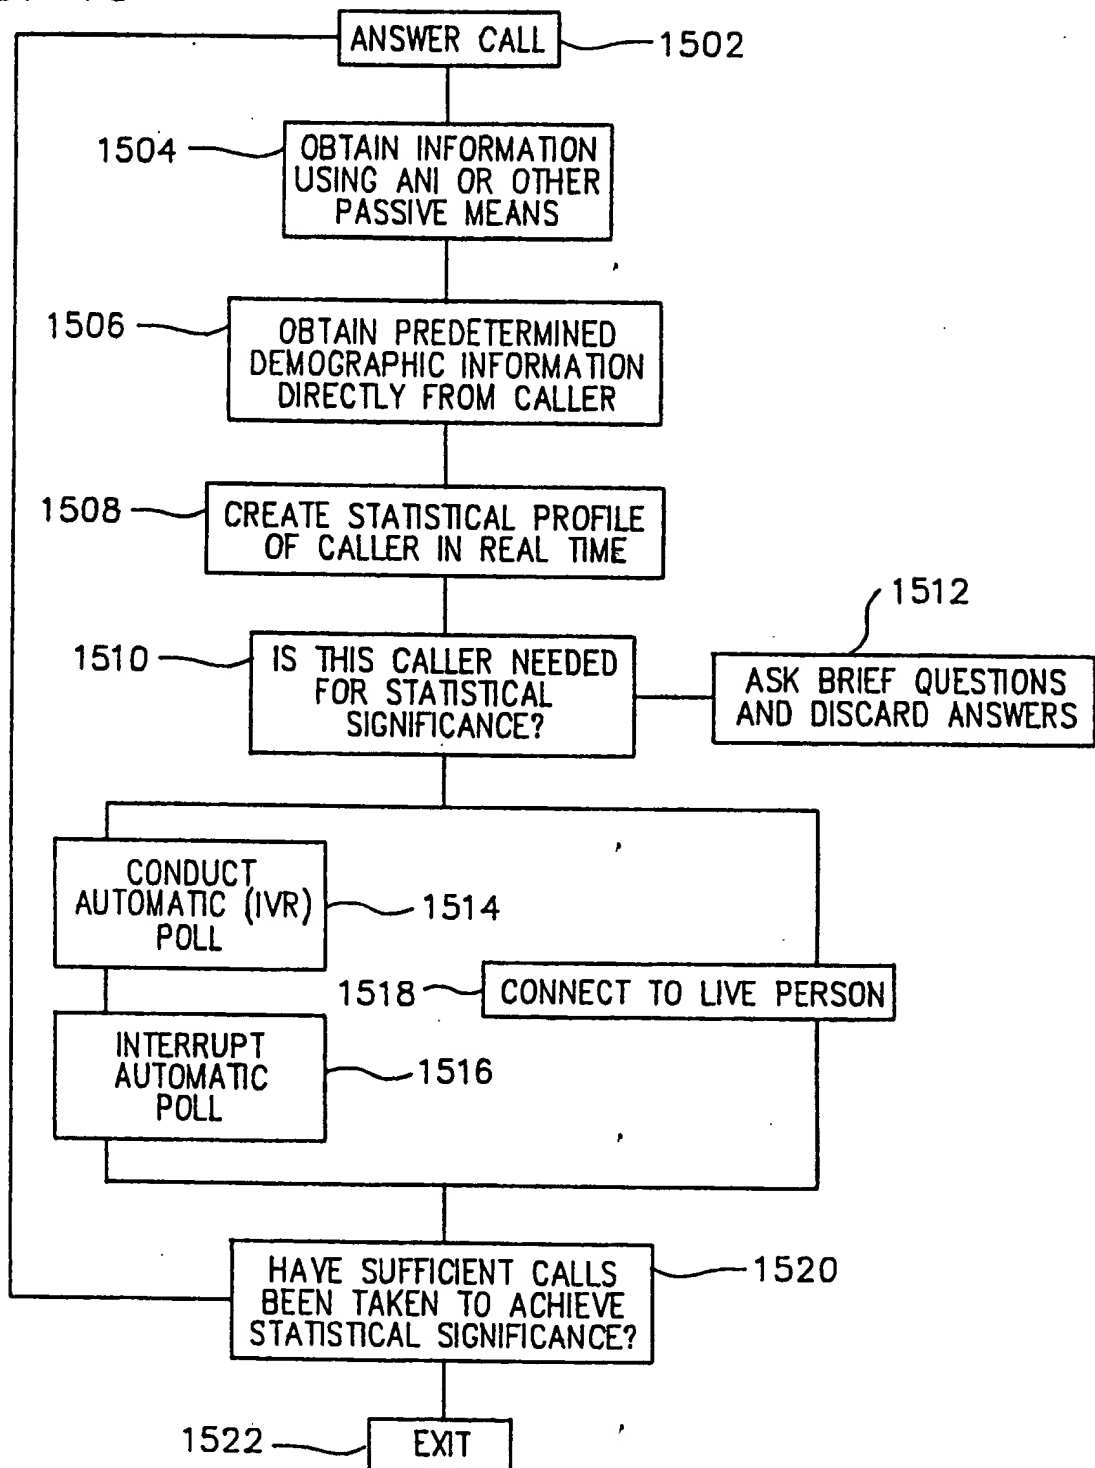 ANSWER CALL
1502
1504
OBTAIN INFORMATION
USING ANI OR OTHER
PASSIVE MEANS
1506
OBTAIN PREDETERMINED
DEMOGRAPHIC INFORMATION
DIRECTLY FROM CALLER
1508
CREATE STATISTICAL PROFILE
OF CALLER IN REAL TIME
1510
IS THIS CALLER NEEDED
FOR STATISTICAL
SIGNIFICANCE?
1512
ASK BRIEF QUESTIONS
AND DISCARD ANSWERS
CONDUCT
AUTOMATIC (IVR)
POLL
1514
1518
CONNECT TO LIVE PERSON
INTERRUPT
AUTOMATIC
POLL
1516
HAVE SUFFICIENT CALLS
BEEN TAKEN TO ACHIEVE
STATISTICAL SIGNIFICANCE?
1520
1522
EXIT